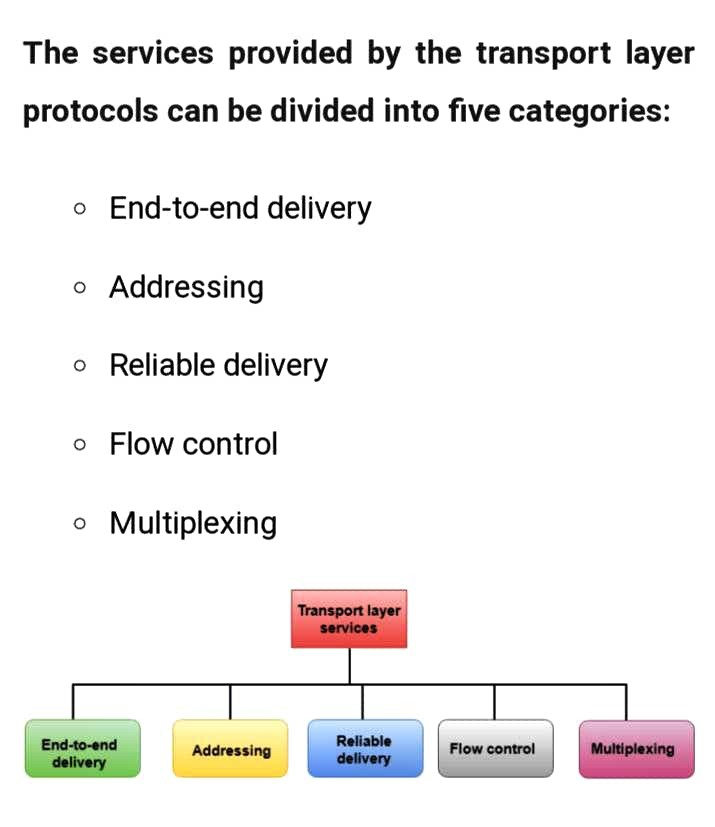 The services provided by the transport layer
protocols can be divided into five categories:
End-to-end delivery
Addressing
Reliable delivery
Flow control
Multiplexing
Transport layer
services
End-to-end
delivery
Addressing
Reliable
delivery
Flow control
Multiplexing